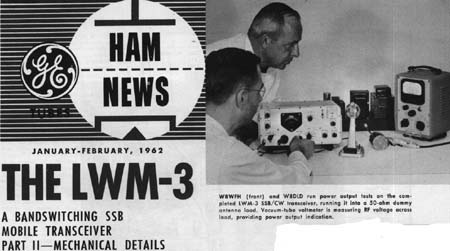 HAM
NEWS
TUBES
JANUARY-FEBRUARY, 1962
THE LWM-3
A BANDSWITCHING SSB
MOBILE TRANSCEIVER
PART II—MECHANICAL DETAILS
W8WFH (front) and W8DLD run power output tests on the com-
pleted LWM-3 SSB/CW transceiver, running it into a 50-ohm dummy
antenna load. Vacuum-tube voltmeter is measuring RF voltage across
load, providing power output indication.